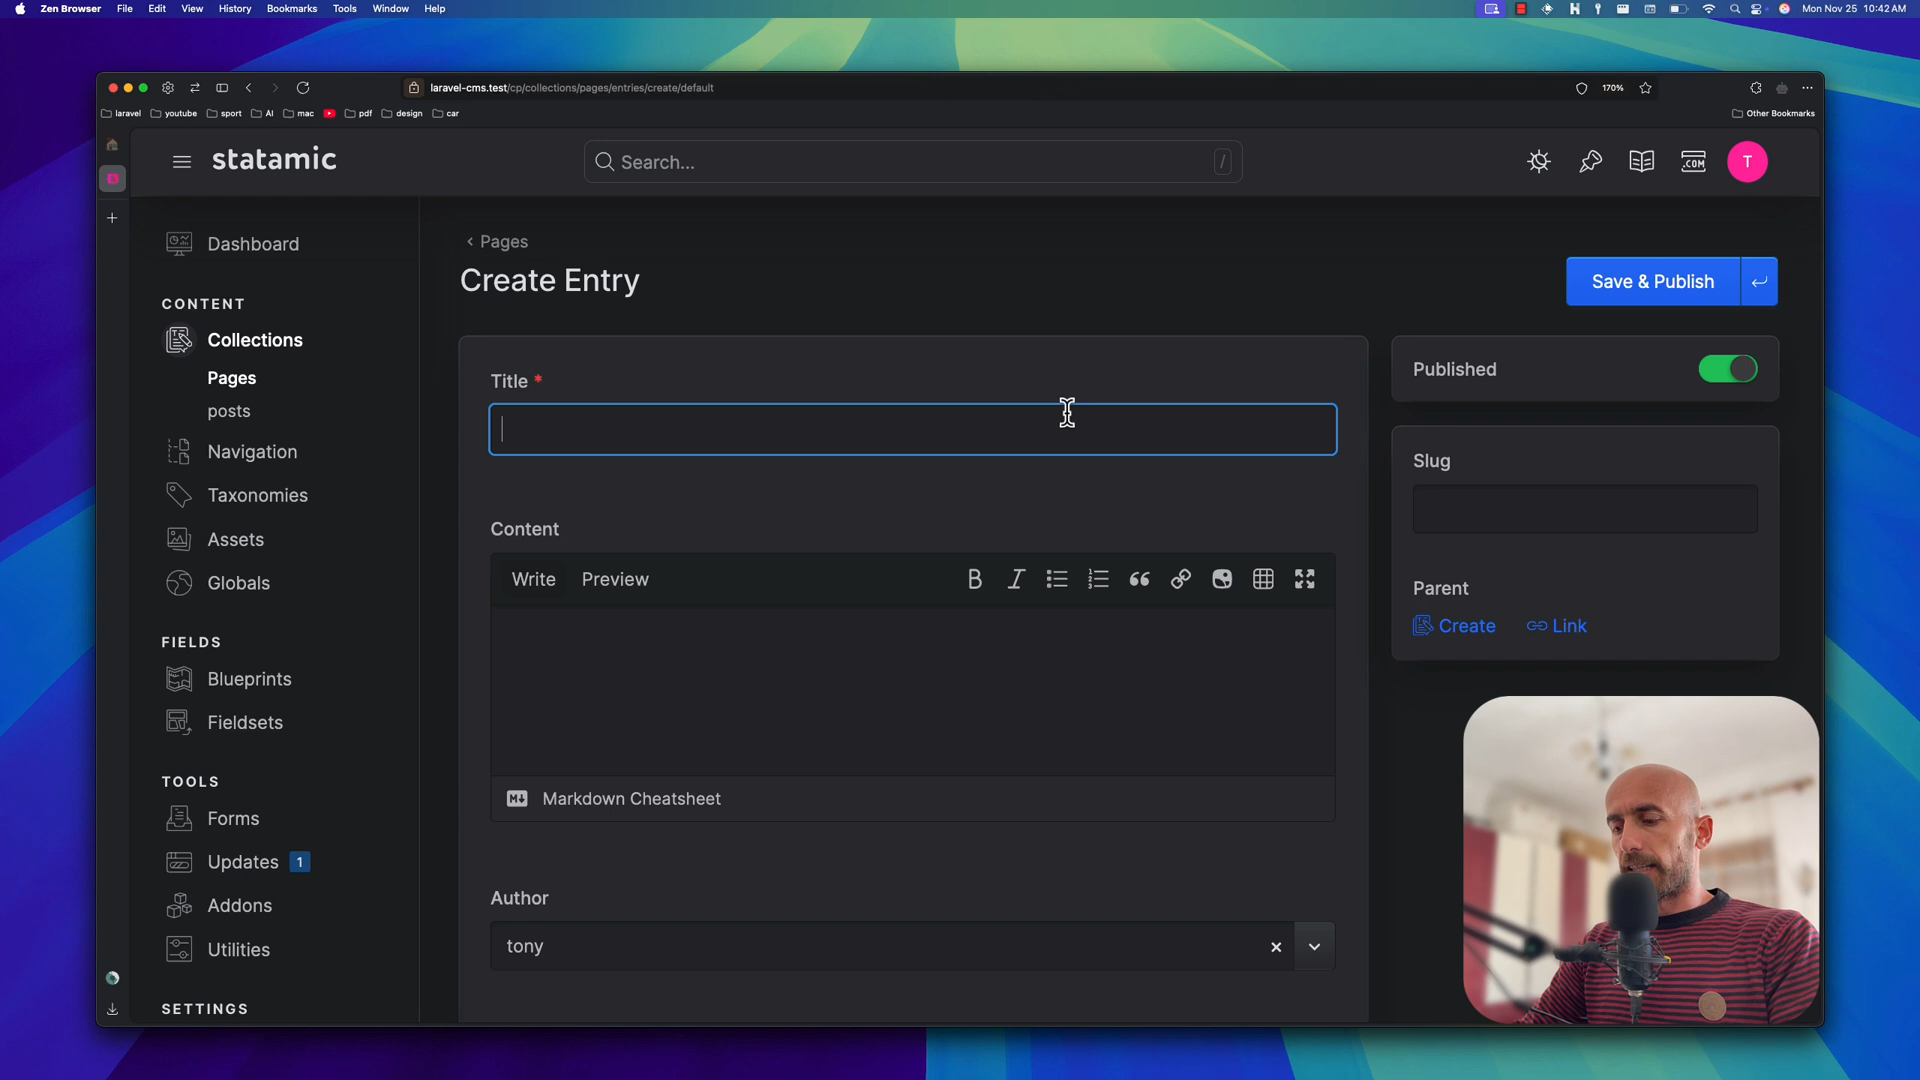 Zen Browser File Edit View History Bookmarks Tools Window Help Mon Nov 25 10:42 AM
laravel-cms.test/cp/collections/pages/entries/create/default 170%
laravel youtube sport AI mac pdf design car Other Bookmarks
statamic Search... / .COM T
Dashboard
CONTENT
Collections
Pages
posts
Navigation
Taxonomies
Assets
Globals
FIELDS
Blueprints
Fieldsets
TOOLS
Forms
Updates 1
Addons
Utilities
SETTINGS
Pages
Create Entry
Save & Publish
Title *
Content
Write Preview
Markdown Cheatsheet
Author
tony
Published
Slug
Parent
Create Link